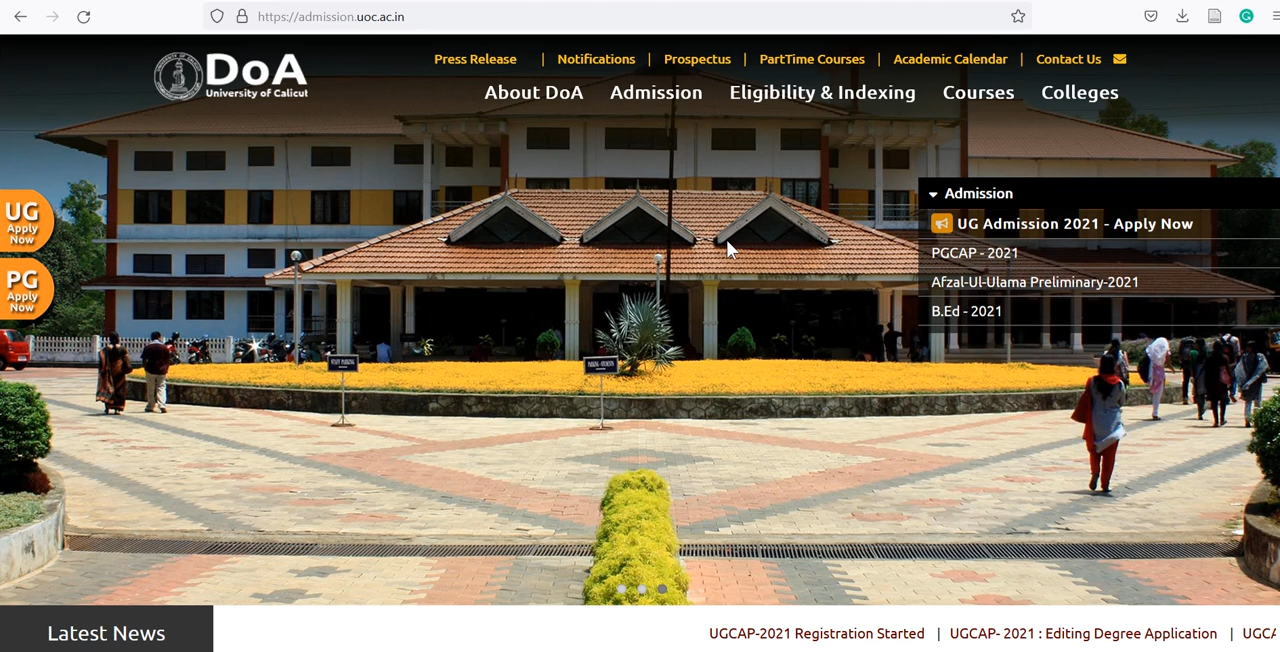 https://admission.uoc.ac.in
DoA
University of Calicut
Press Release | Notifications | Prospectus | PartTime Courses | Academic Calendar | Contact Us
About DoA Admission Eligibility & Indexing Courses Colleges
UG
Apply
Now
PG
Apply
Now
Admission
UG Admission 2021 - Apply Now
PGCAP - 2021
Afzal-Ul-Ulama Preliminary-2021
B.Ed - 2021
STAFF PARKING
Latest News
UGCAP-2021 Registration Started | UGCAP- 2021 : Editing Degree Application | UGCA